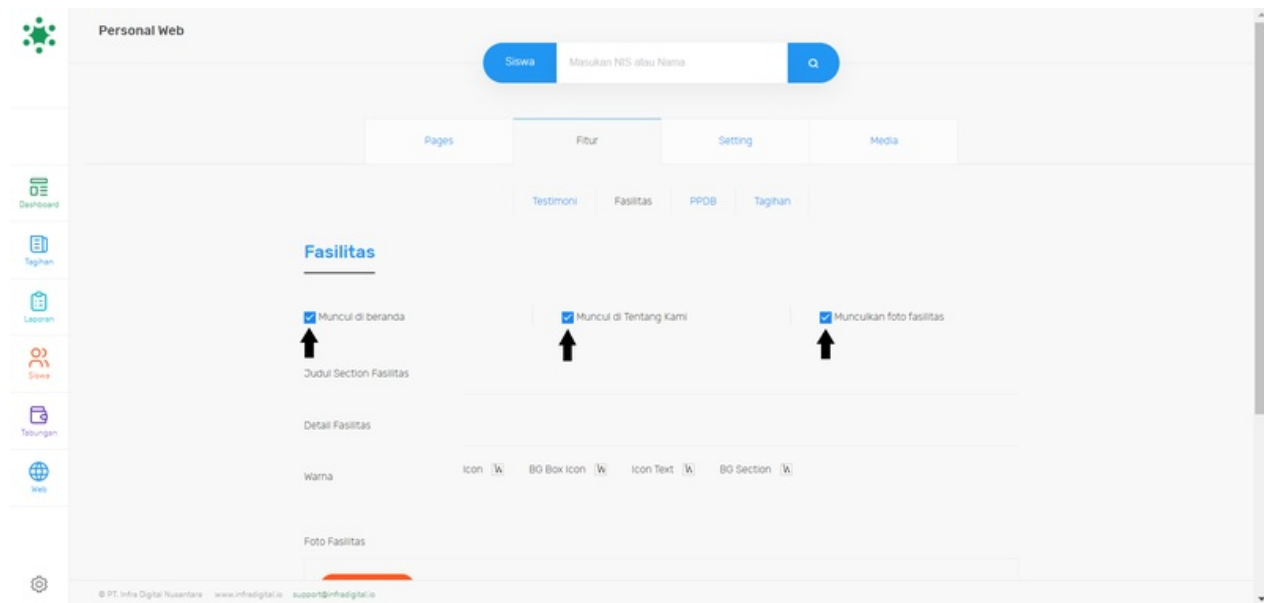 Personal Web
Siswa Masukan NIS atau Nama
Pages Fitur Setting Media
Testimoni Fasilitas PPDB Tagihan
Dashboard
Tagihan
Laporan
Siswa
Tabungan
Web
Fasilitas
Muncul di beranda Muncul di Tentang Kami Munculkan foto fasilitas
Judul Section Fasilitas
Detail Fasilitas
Warna Icon W BG Box Icon W Icon Text W BG Section W
Foto Fasilitas
© PT. Infra Digital Nusantara www.infradigital.io support@infradigital.io